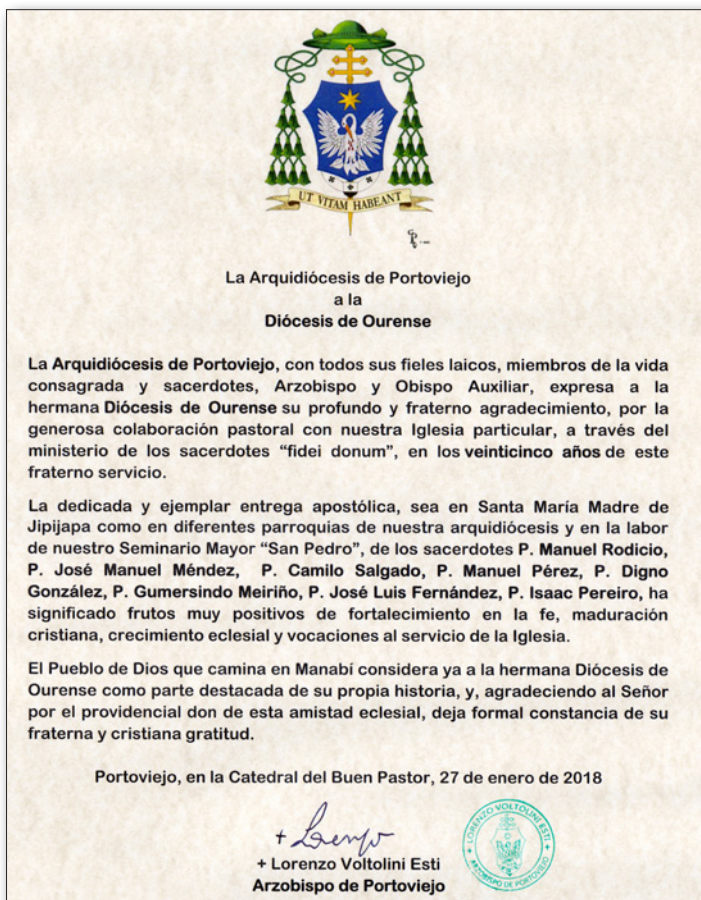 UT VITAM HABEANT
La Arquidiócesis de Portoviejo
a la
Diócesis de Ourense
La Arquidiócesis de Portoviejo, con todos sus fieles laicos, miembros de la vida
consagrada y sacerdotes, Arzobispo y Obispo Auxiliar, expresa a la
hermana Diócesis de Ourense su profundo y fraterno agradecimiento, por la
generosa colaboración pastoral con nuestra Iglesia particular, a través del
ministerio de los sacerdotes “fidei donum”, en los veinticinco años de este
fraterno servicio.
La dedicada y ejemplar entrega apostólica, sea en Santa María Madre de
Jipijapa como en diferentes parroquias de nuestra arquidiócesis y en la labor
de nuestro Seminario Mayor “San Pedro”, de los sacerdotes P. Manuel Rodicio,
P. José Manuel Méndez, P. Camilo Salgado, P. Manuel Pérez, P. Digno
González, P. Gumersindo Meiriño, P. José Luis Fernández, P. Isaac Pereiro, ha
significado frutos muy positivos de fortalecimiento en la fe, maduración
cristiana, crecimiento eclesial y vocaciones al servicio de la Iglesia.
El Pueblo de Dios que camina en Manabí considera ya a la hermana Diócesis de
Ourense como parte destacada de su propia historia, y, agradeciendo al Señor
por el providencial don de esta amistad eclesial, deja formal constancia de su
fraterna y cristiana gratitud.
Portoviejo, en la Catedral del Buen Pastor, 27 de enero de 2018
+ Lorenzo
+ Lorenzo Voltolini Esti
Arzobispo de Portoviejo
LORENZO VOLTOLINI ESTI
ARZOBISPO DE PORTOVIEJO